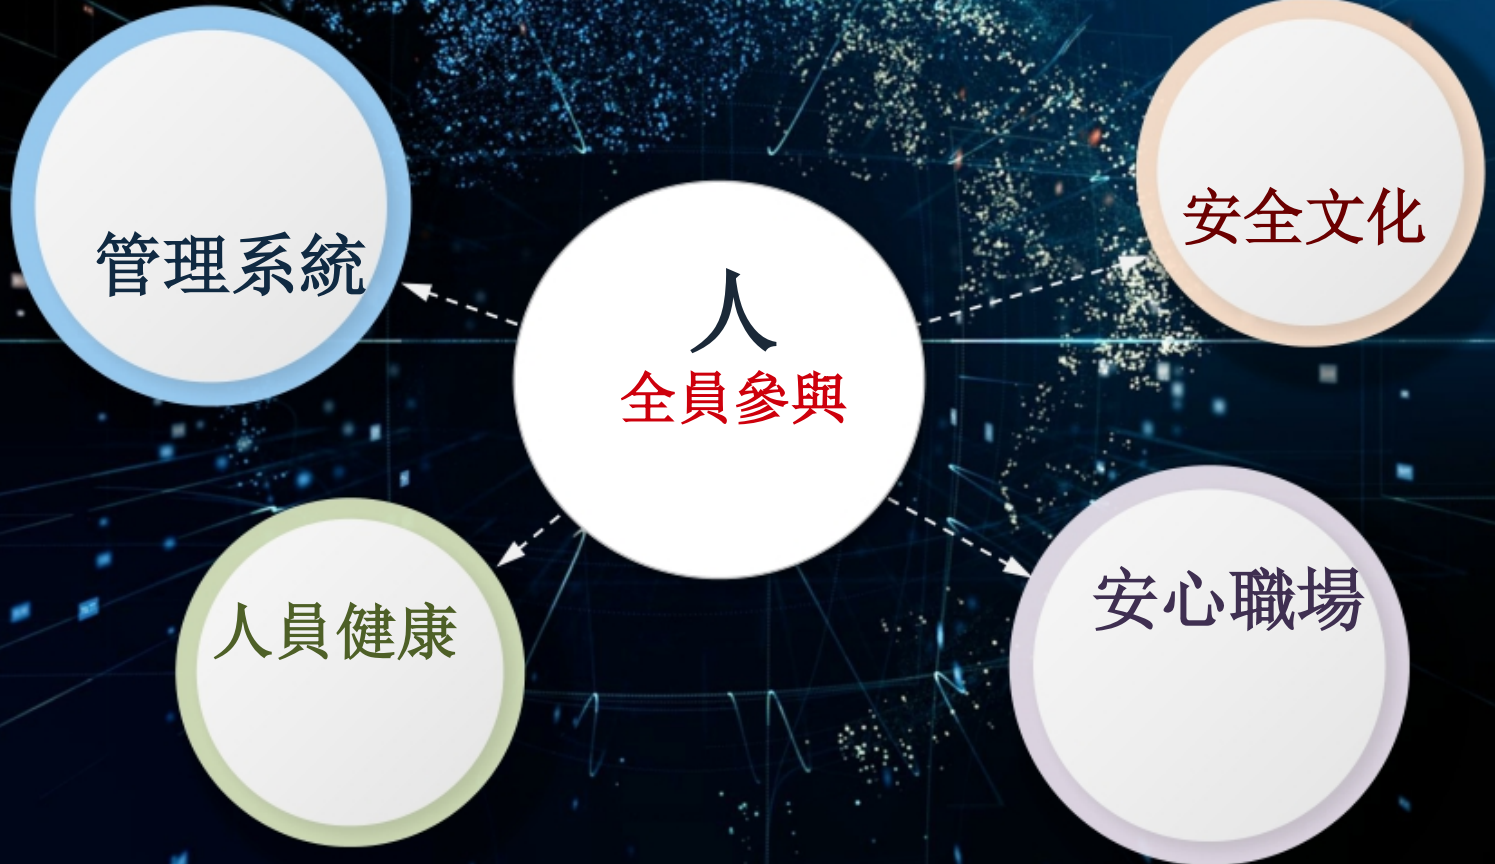 管理系統
安全文化
人
全員參與
人員健康
安心職場